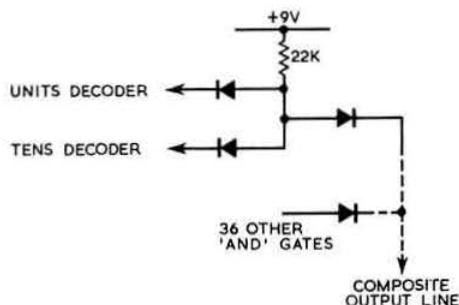 +9V
22K
UNITS DECODER
TENS DECODER
36 OTHER
'AND' GATES
COMPOSITE
OUTPUT LINE